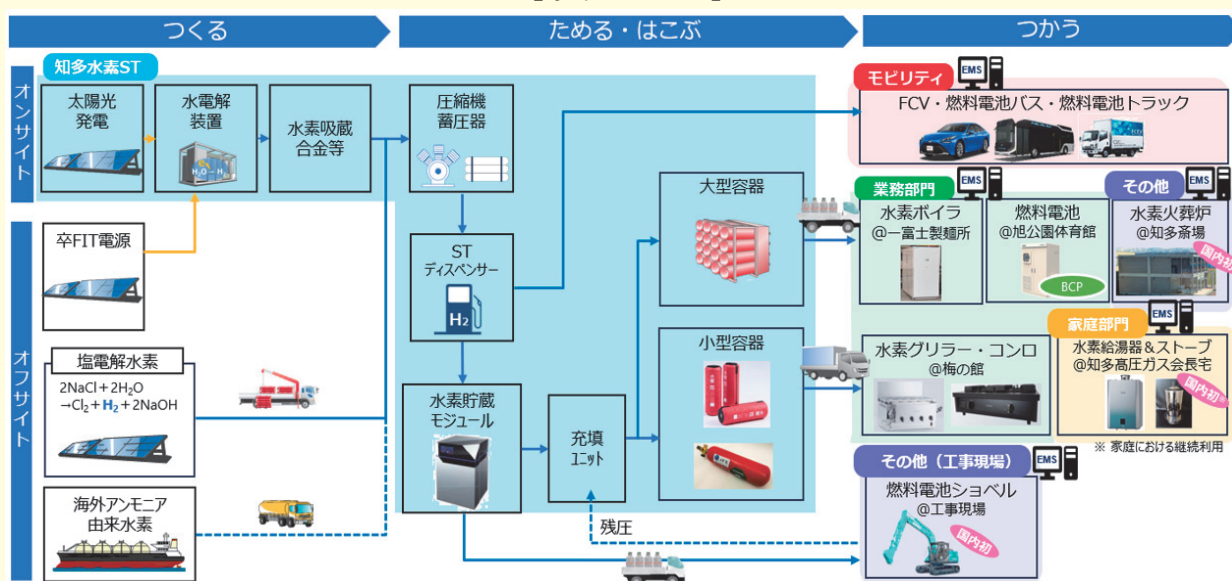 つくる
ためる・はこぶ
つかう
オンサイト
知多水素ST
太陽光
発電
水電解
装置
H₂O→H₂
水素吸蔵
合金等
圧縮機
蓄圧器
ST
ディスペンサー
H₂
水素貯蔵
モジュール
充填
ユニット
大型容器
小型容器
残圧
オフサイト
卒FIT電源
塩電解水素
2NaCl+2H₂O
→Cl₂+H₂+2NaOH
海外アンモニア
由来水素
モビリティ
EMS
FCV・燃料電池バス・燃料電池トラック
業務部門
EMS
水素ボイラ
@一富士製麺所
燃料電池
@旭公園体育館
BCP
その他
EMS
水素火葬炉
@知多斎場
国内初
水素グリラー・コンロ
@梅の館
家庭部門
EMS
水素給湯器&ストーブ
@知多高圧ガス会長宅
国内初※
※ 家庭における継続利用
その他(工事現場)
EMS
燃料電池ショベル
@工事現場
国内初